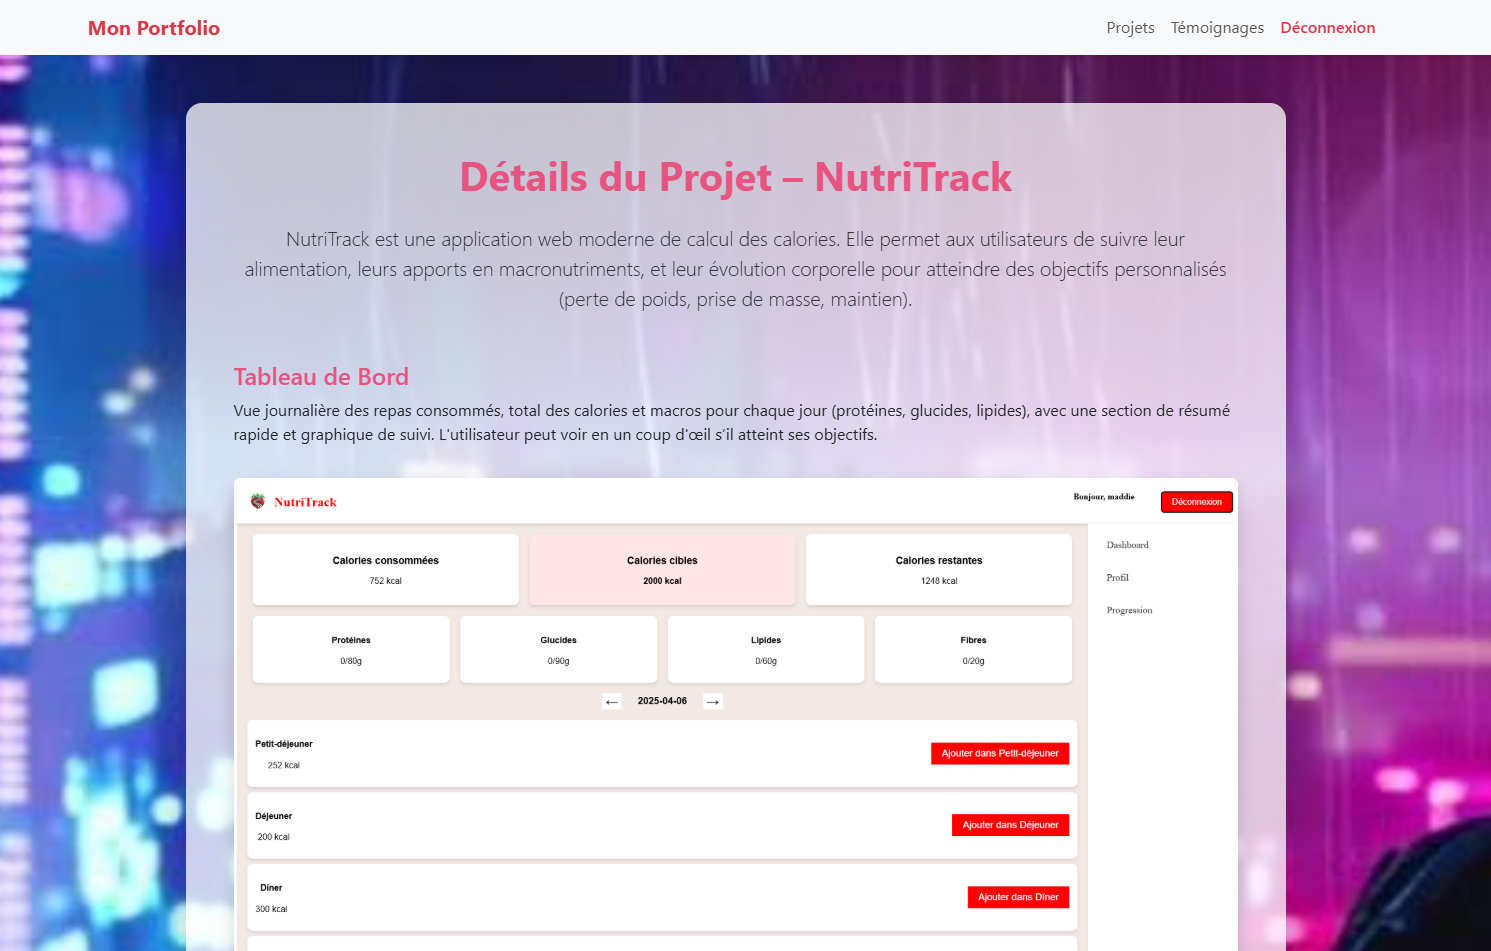 Mon Portfolio
Projets Témoignages Déconnexion
Détails du Projet – NutriTrack
NutriTrack est une application web moderne de calcul des calories. Elle permet aux utilisateurs de suivre leur
alimentation, leurs apports en macronutriments, et leur évolution corporelle pour atteindre des objectifs personnalisés
(perte de poids, prise de masse, maintien).
Tableau de Bord
Vue journalière des repas consommés, total des calories et macros pour chaque jour (protéines, glucides, lipides), avec une section de résumé
rapide et graphique de suivi. L'utilisateur peut voir en un coup d'œil s’il atteint ses objectifs.
NutriTrack
Bonjour, maddie
Déconnexion
Calories consommées
752 kcal
Calories cibles
2000 kcal
Calories restantes
1248 kcal
Protéines
0/80g
Glucides
0/90g
Lipides
0/60g
Fibres
0/20g
Dashboard
Profil
Progression
← 2025-04-06 →
Petit-déjeuner
252 kcal
Ajouter dans Petit-déjeuner
Déjeuner
200 kcal
Ajouter dans Déjeuner
Dîner
300 kcal
Ajouter dans Dîner